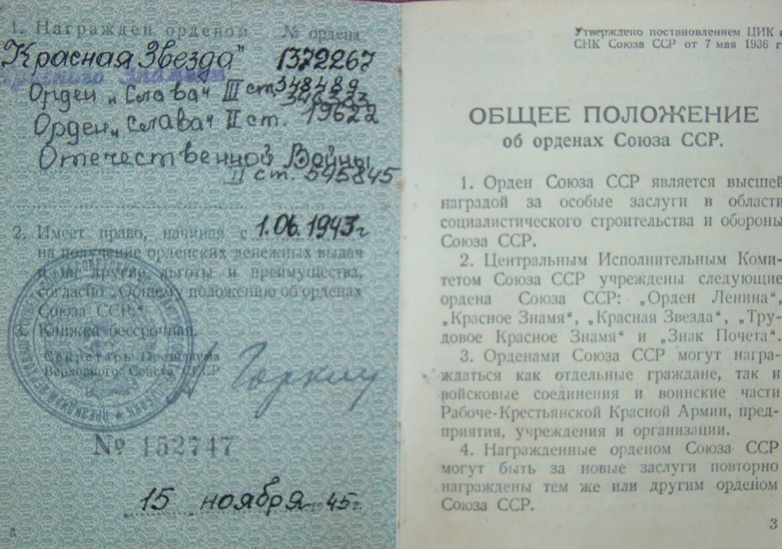 1. Награжден орденом № ордена
"Красная Звезда" 1372267
Орден „Слава" III ст. 348489
Орден „Слава" II ст. 19622
Отечественной Войны
II ст. 545845
2. Имеет право, начиная с 1.06.1943 г
на получение орденских денежных выдач
и на другие льготы и преимущества,
согласно „Общему положению об орденах
Союза ССР."
3. Книжка бессрочная.
Секретарь Президиума
Верховного Совета СССР
А Горкин
№ 152747
15 ноября 1945 г.
Утверждено постановлением ЦИК и
СНК Союза ССР от 7 мая 1936 г
ОБЩЕЕ ПОЛОЖЕНИЕ
об орденах Союза ССР.
1. Орден Союза ССР является высшей
наградой за особые заслуги в области
социалистического строительства и обороны
Союза ССР.
2. Центральным Исполнительным Коми-
тетом Союза ССР учреждены следующие
ордена Союза ССР: „Орден Ленина",
„Красное Знамя", „Красная Звезда", „Тру-
довое Красное Знамя" и „Знак Почета".
3. Орденами Союза ССР могут награ-
ждаться как отдельные граждане, так и
войсковые соединения и воинские части
Рабоче-Крестьянской Красной Армии, пред-
приятия, учреждения и организации.
4. Награжденные орденом Союза ССР
могут быть за новые заслуги повторно
награждены тем же или другим орденом
Союза ССР.
3